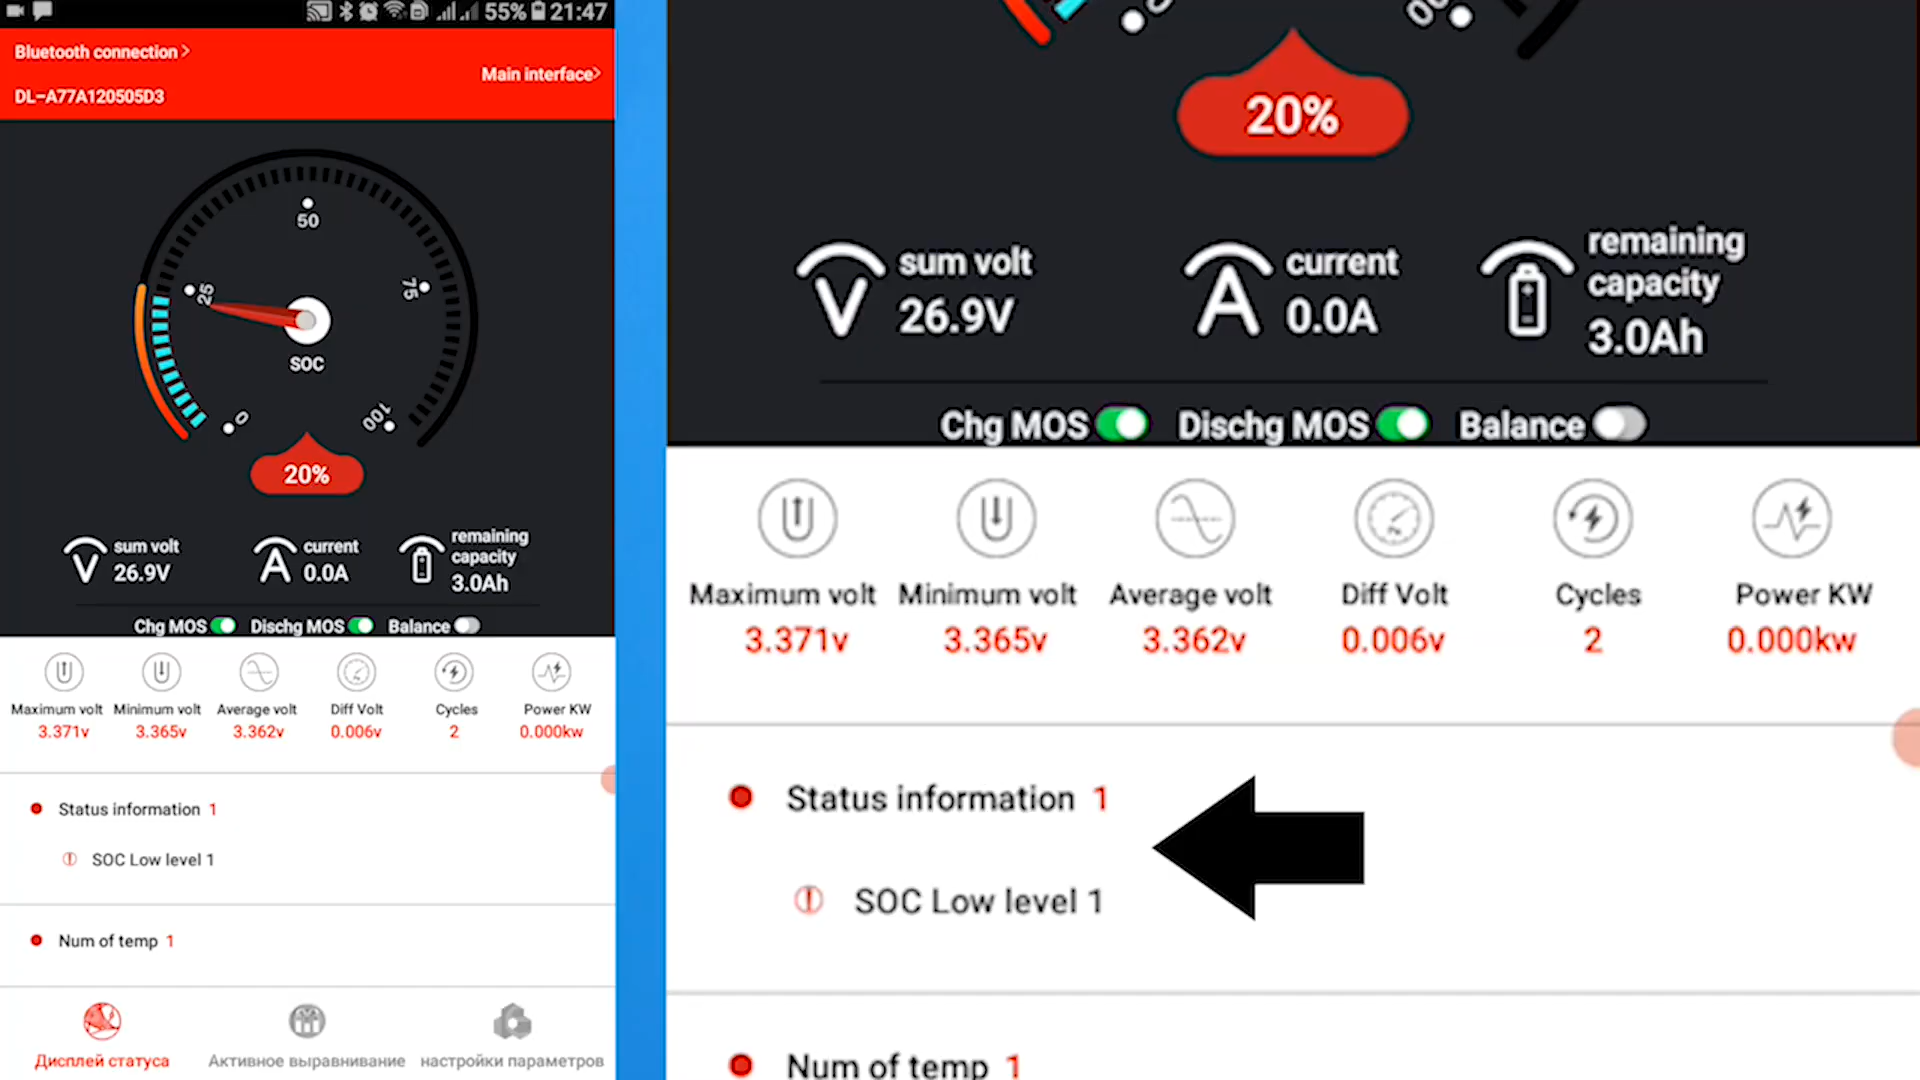 55% 21:47
Bluetooth connection>
Main interface>
DL-A77A120505D3
50
25
75
SOC
0
100
20%
sum volt
26.9V
current
0.0A
remaining
capacity
3.0Ah
Chg MOS Dischg MOS Balance
Maximum volt Minimum volt Average volt Diff Volt Cycles Power KW
3.371v 3.365v 3.362v 0.006v 2 0.000kw
Status information 1
SOC Low level 1
Num of temp 1
Дисплей статуса Активное выравнивание настройки параметров
20%
sum volt
26.9V
current
0.0A
remaining
capacity
3.0Ah
Chg MOS Dischg MOS Balance
Maximum volt Minimum volt Average volt Diff Volt Cycles Power KW
3.371v 3.365v 3.362v 0.006v 2 0.000kw
Status information 1
SOC Low level 1
Num of temp 1